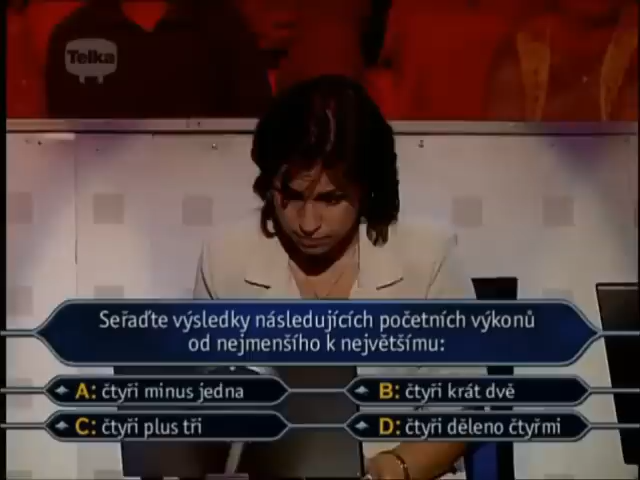 Telka
Seřaďte výsledky následujících početních výkonů
od nejmenšího k největšímu:
A: čtyři minus jedna
B: čtyři krát dvě
C: čtyři plus tři
D: čtyři děleno čtyřmi